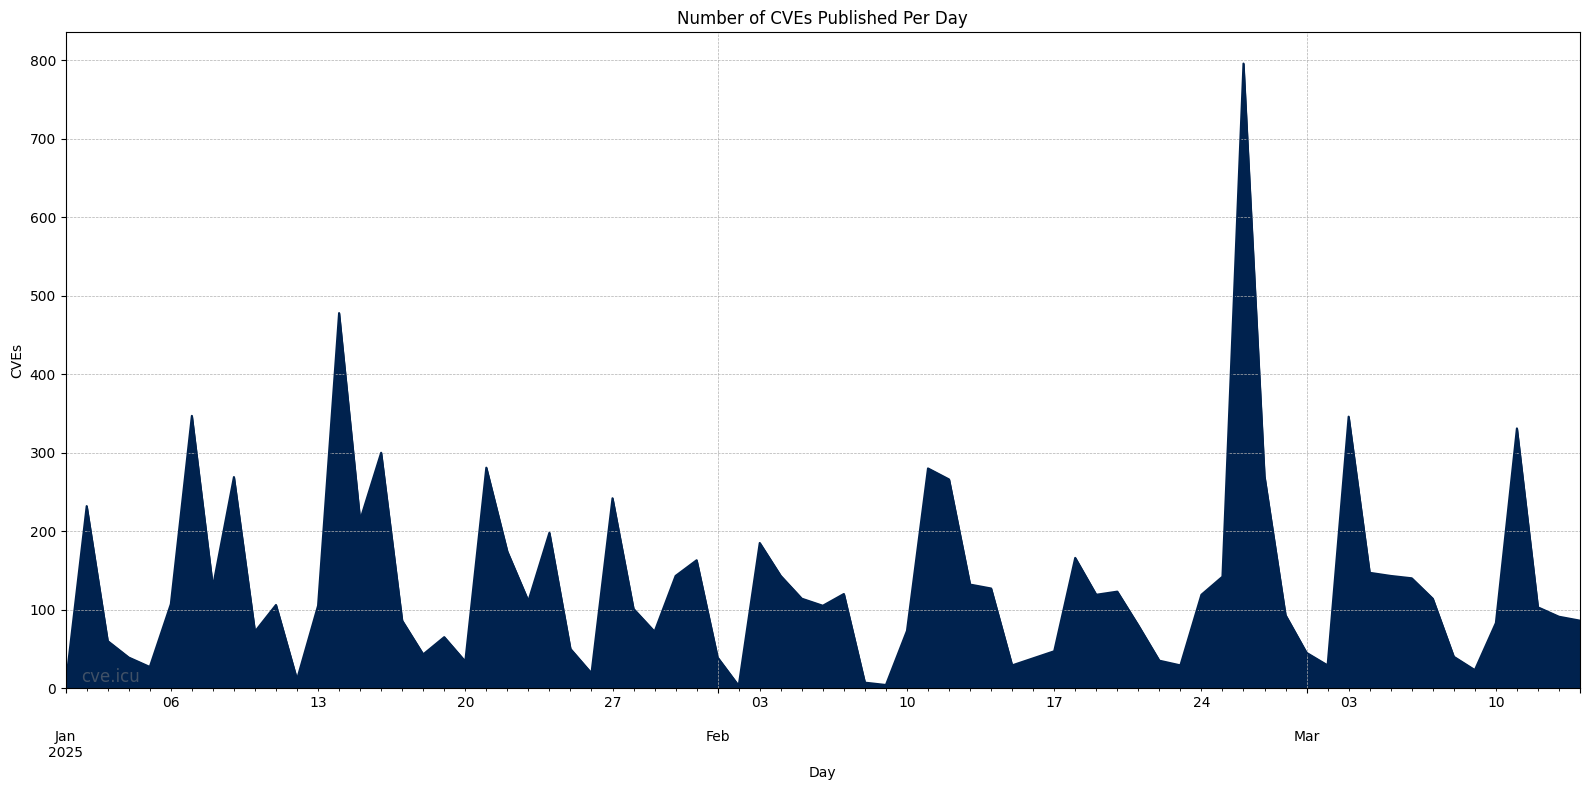 Number of CVEs Published Per Day
800
700
600
500
400
300
200
100
0
CVEs
cve.icu
06 13 20 27 03 10 17 24 03 10
Jan Feb Mar
2025
Day